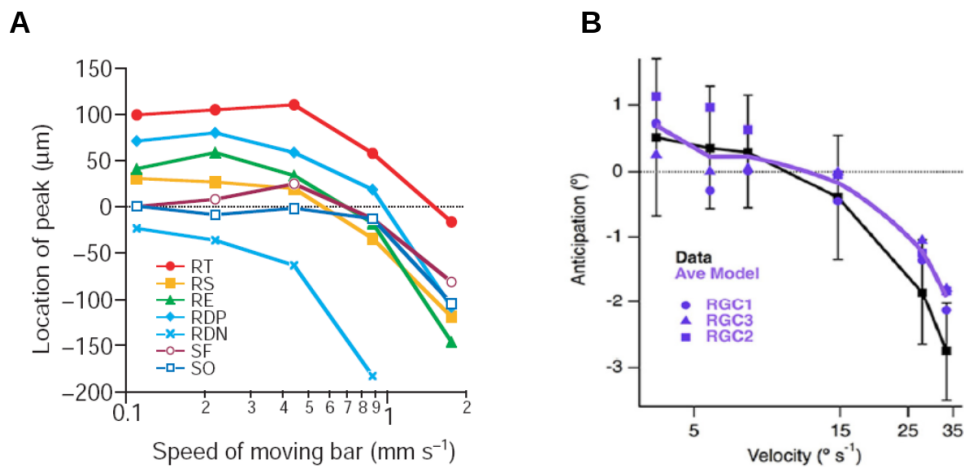 A
B
150
100
50
0
−50
−100
−150
−200
Location of peak (μm)
RT
RS
RE
RDP
RDN
SF
SO
0.1 2 3 4 5 6 7 8 9 1 2
Speed of moving bar (mm s⁻¹)
1
0
-1
-2
-3
Anticipation (º)
Data
Ave Model
RGC1
RGC3
RGC2
5 15 25 35
Velocity (º s⁻¹)